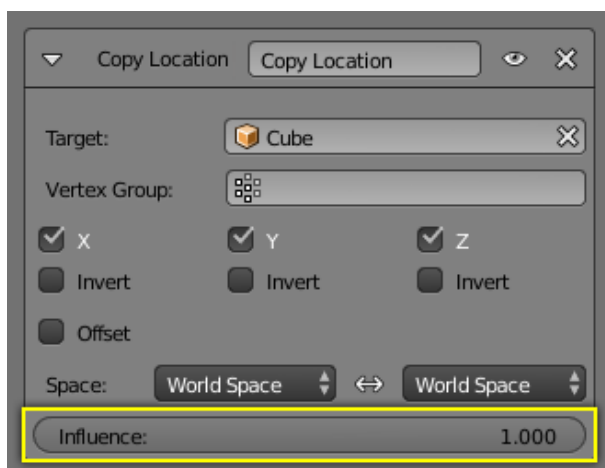 Copy Location Copy Location
Target: Cube
Vertex Group:
X Y Z
Invert Invert Invert
Offset
Space: World Space World Space
Influence: 1.000